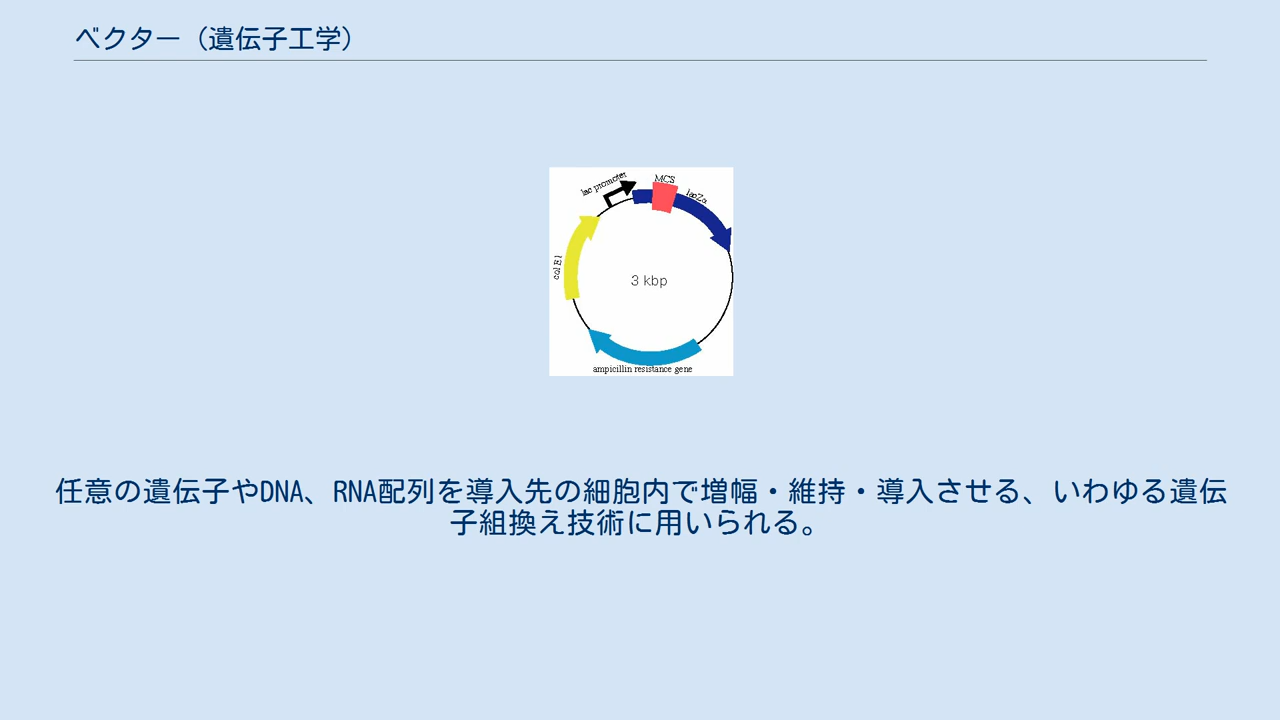 ベクター（遺伝子工学）
lac promoter
MCS
lacZa
col E1
3 kbp
ampicillin resistance gene
任意の遺伝子やDNA、RNA配列を導入先の細胞内で増幅・維持・導入させる、いわゆる遺伝
子組換え技術に用いられる。